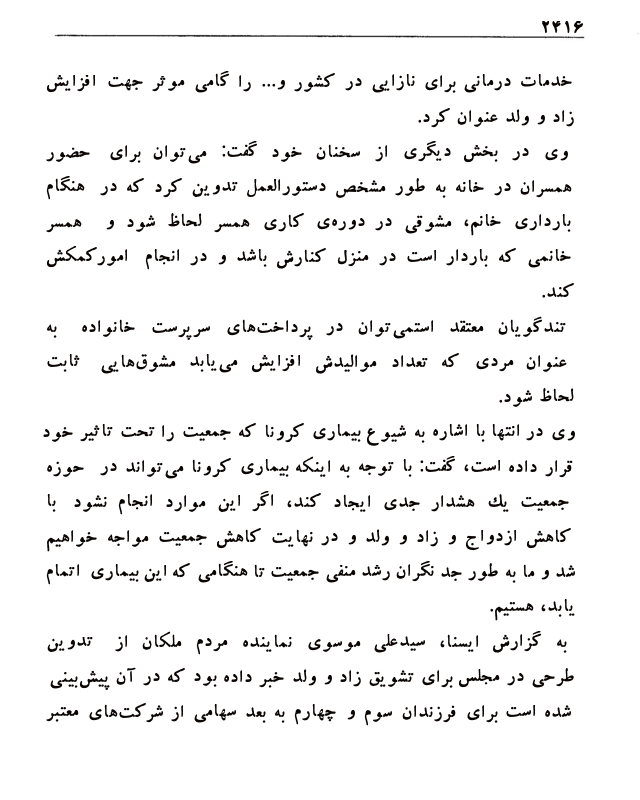 ۲۴۱۶
خدمات درمانی برای نازایی در کشور و... را گامی موثر جهت افزایش
زاد و ولد عنوان کرد.
وی در بخش دیگری از سخنان خود گفت: می‌توان برای حضور
همسران در خانه به طور مشخص دستورالعمل تدوین کرد که در هنگام
بارداری خانم، مشوقی در دوره‌ی کاری همسر لحاظ شود و همسر
خانمی که باردار است در منزل کنارش باشد و در انجام امورکمکش
کند.
تندگویان معتقد استمی‌توان در پرداخت‌های سرپرست خانواده به
عنوان مردی که تعداد موالیدش افزایش می‌یابد مشوق‌هایی ثابت
لحاظ شود.
وی در انتها با اشاره به شیوع بیماری کرونا که جمعیت را تحت تاثیر خود
قرار داده است، گفت: با توجه به اینکه بیماری کرونا می‌تواند در حوزه
جمعیت یك هشدار جدی ایجاد کند، اگر این موارد انجام نشود با
کاهش ازدواج و زاد و ولد و در نهایت کاهش جمعیت مواجه خواهیم
شد و ما به طور جد نگران رشد منفی جمعیت تا هنگامی که این بیماری اتمام
یابد، هستیم.
به گزارش ایسنا، سیدعلی موسوی نماینده مردم ملکان از تدوین
طرحی در مجلس برای تشویق زاد و ولد خبر داده بود که در آن پیش‌بینی
شده است برای فرزندان سوم و چهارم به بعد سهامی از شرکت‌های معتبر